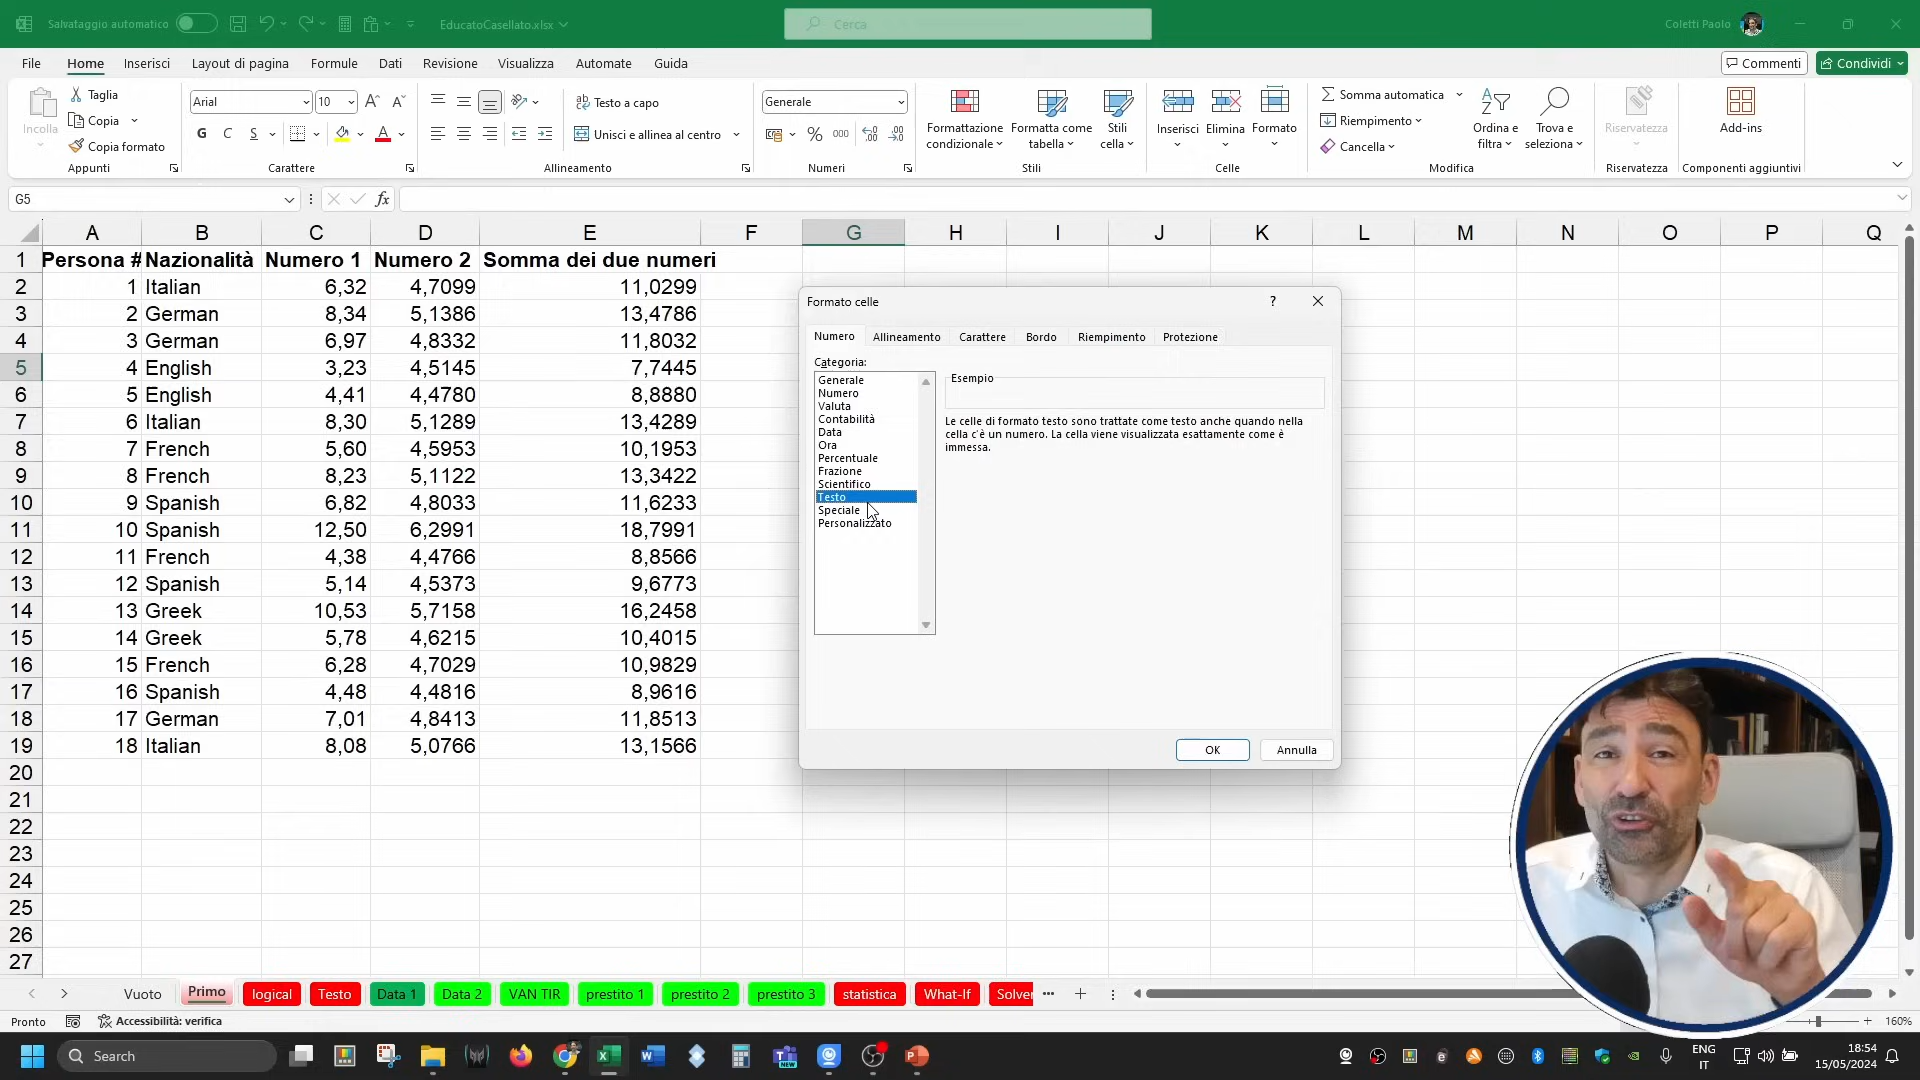 Salvataggio automatico
EducatoCasellato.xlsx
Cerca
Coletti Paolo
File Home Inserisci Layout di pagina Formule Dati Revisione Visualizza Automate Guida
Commenti
Condividi
Incolla
Taglia
Copia
Copia formato
Appunti
Arial 10
G C S
Carattere
Testo a capo
Unisci e allinea al centro
Allineamento
Generale
% 000
Numeri
Formattazione condizionale
Formatta come tabella
Stili cella
Stili
Inserisci
Elimina
Formato
Celle
Somma automatica
Riempimento
Cancella
Ordina e filtra
Trova e seleziona
Modifica
Riservatezza
Riservatezza
Add-ins
Componenti aggiuntivi
G5
fx
A B C D E F G H I J K L M N O P Q
1 Persona # Nazionalità Numero 1 Numero 2 Somma dei due numeri
2 1 Italian 6,32 4,7099 11,0299
3 2 German 8,34 5,1386 13,4786
4 3 German 6,97 4,8332 11,8032
5 4 English 3,23 4,5145 7,7445
6 5 English 4,41 4,4780 8,8880
7 6 Italian 8,30 5,1289 13,4289
8 7 French 5,60 4,5953 10,1953
9 8 French 8,23 5,1122 13,3422
10 9 Spanish 6,82 4,8033 11,6233
11 10 Spanish 12,50 6,2991 18,7991
12 11 French 4,38 4,4766 8,8566
13 12 Spanish 5,14 4,5373 9,6773
14 13 Greek 10,53 5,7158 16,2458
15 14 Greek 5,78 4,6215 10,4015
16 15 French 6,28 4,7029 10,9829
17 16 Spanish 4,48 4,4816 8,9616
18 17 German 7,01 4,8413 11,8513
19 18 Italian 8,08 5,0766 13,1566
20
21
22
23
24
25
26
27
Formato celle
?
Numero Allineamento Carattere Bordo Riempimento Protezione
Categoria:
Generale
Numero
Valuta
Contabilità
Data
Ora
Percentuale
Frazione
Scientifico
Testo
Speciale
Personalizzato
Esempio
Le celle di formato testo sono trattate come testo anche quando nella
cella c'è un numero. La cella viene visualizzata esattamente come è
immessa.
OK
Annulla
Vuoto Primo logical Testo Data 1 Data 2 VAN TIR prestito 1 prestito 2 prestito 3 statistica What-If Solver
Pronto
Accessibilità: verifica
160%
Search
NEW
ENG
IT
18:54
15/05/2024